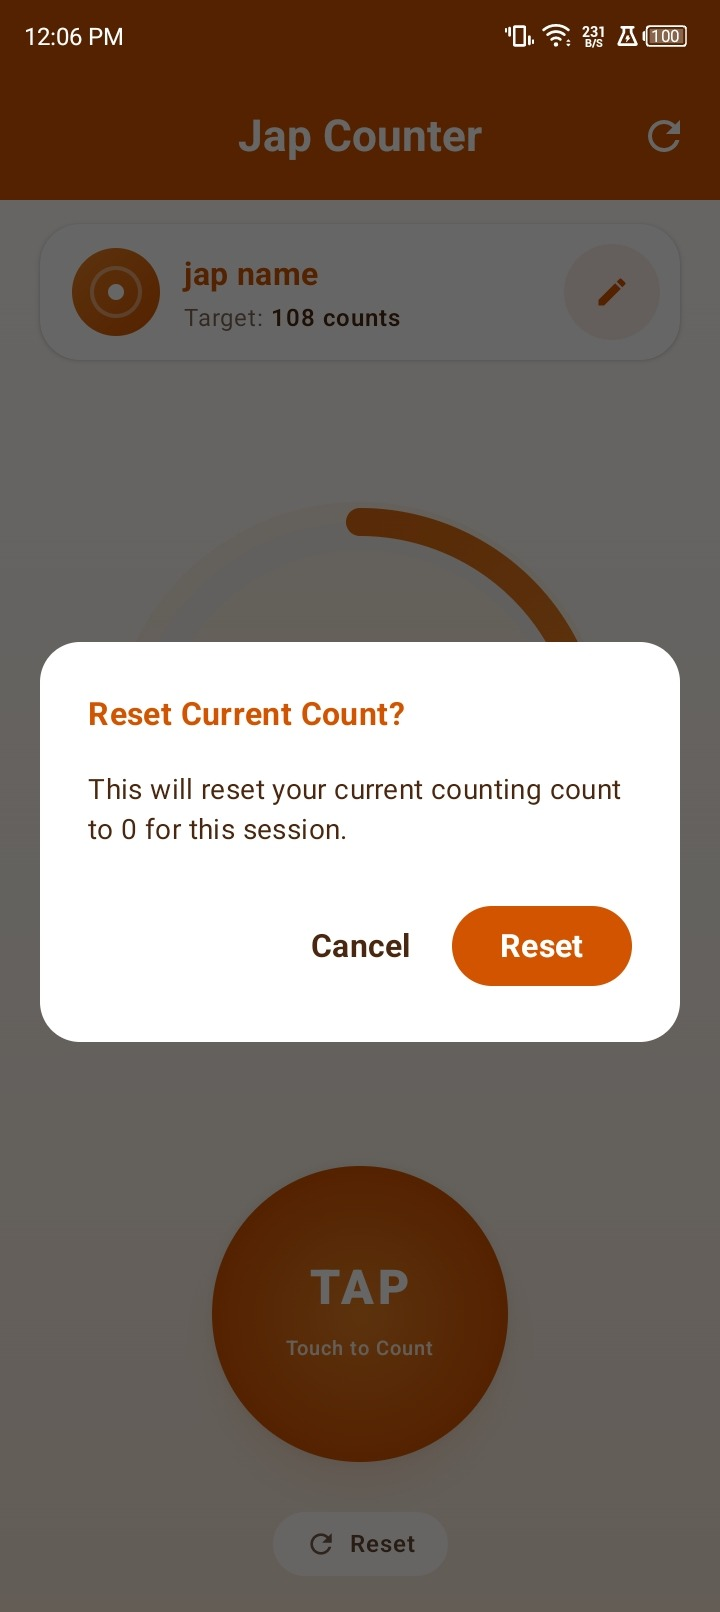 12:06 PM
231
B/S
100
Jap Counter
jap name
Target: 108 counts
Reset Current Count?
This will reset your current counting count
to 0 for this session.
Cancel
Reset
TAP
Touch to Count
Reset